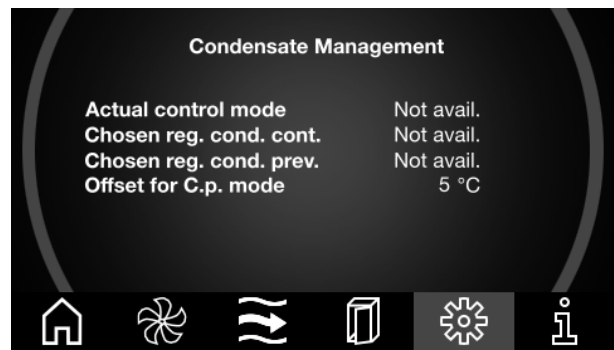 Condensate Management
Actual control mode Not avail.
Chosen reg. cond. cont. Not avail.
Chosen reg. cond. prev. Not avail.
Offset for C.p. mode 5 °C